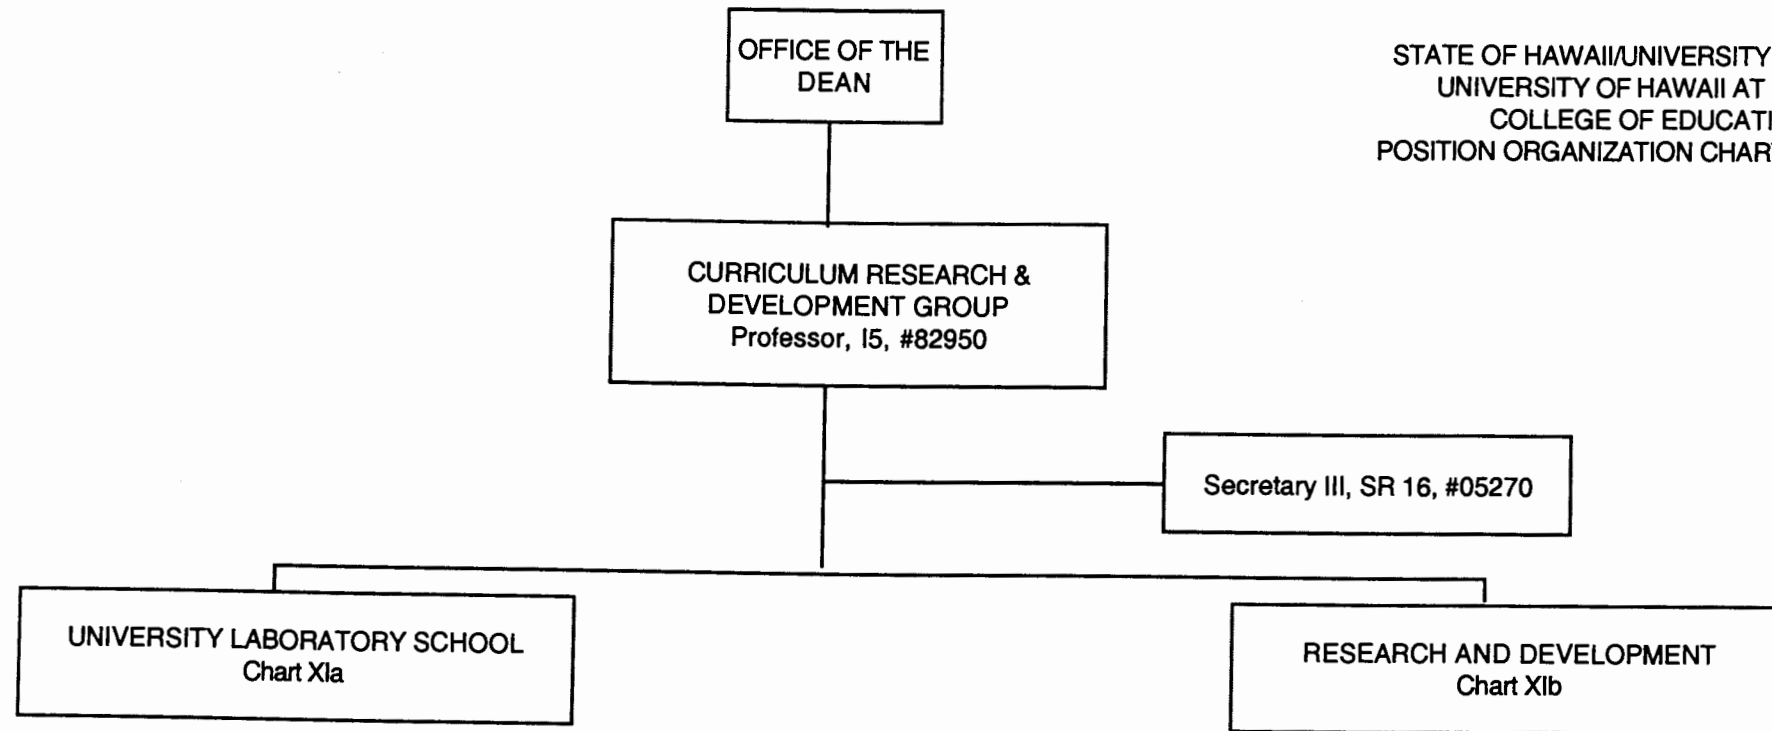 OFFICE OF THE
DEAN
STATE OF HAWAII/UNIVERSITY
UNIVERSITY OF HAWAII AT
COLLEGE OF EDUCATI
POSITION ORGANIZATION CHAR
CURRICULUM RESEARCH &
DEVELOPMENT GROUP
Professor, I5, #82950
Secretary III, SR 16, #05270
UNIVERSITY LABORATORY SCHOOL
Chart XIa
RESEARCH AND DEVELOPMENT
Chart XIb